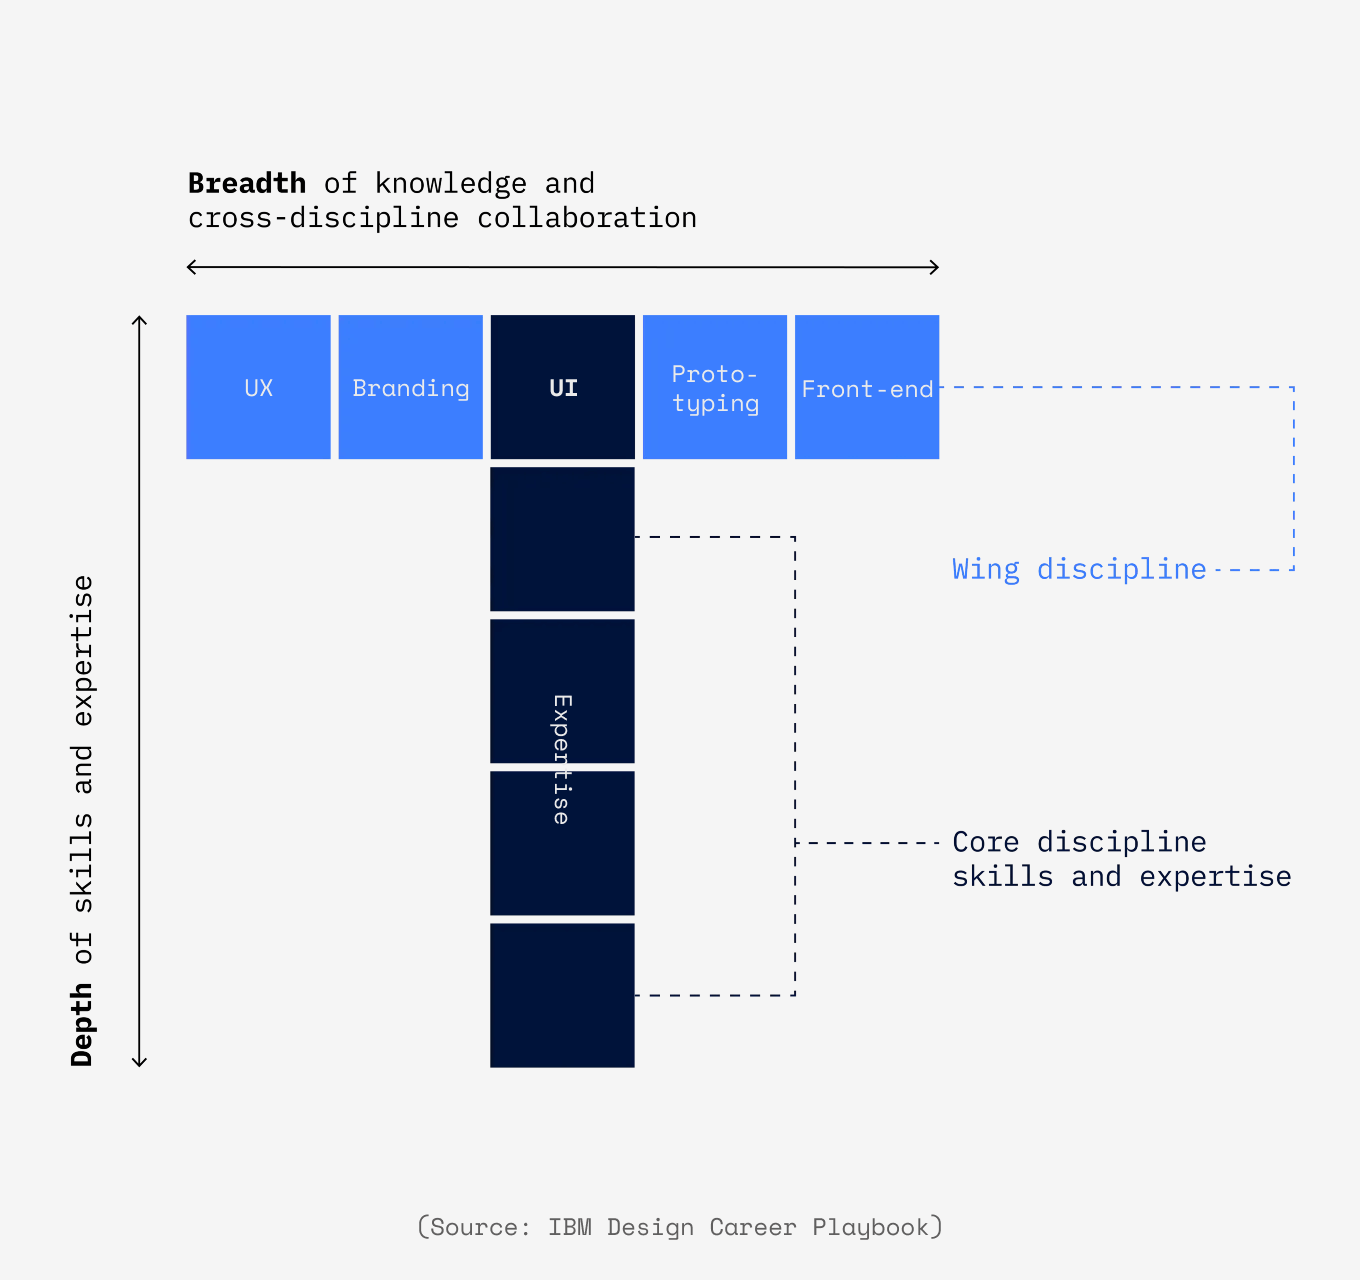 Breadth of knowledge and
cross-discipline collaboration
UX
Branding
UI
Proto-
typing
Front-end
Wing discipline
Depth of skills and expertise
Expertise
Core discipline
skills and expertise
(Source: IBM Design Career Playbook)